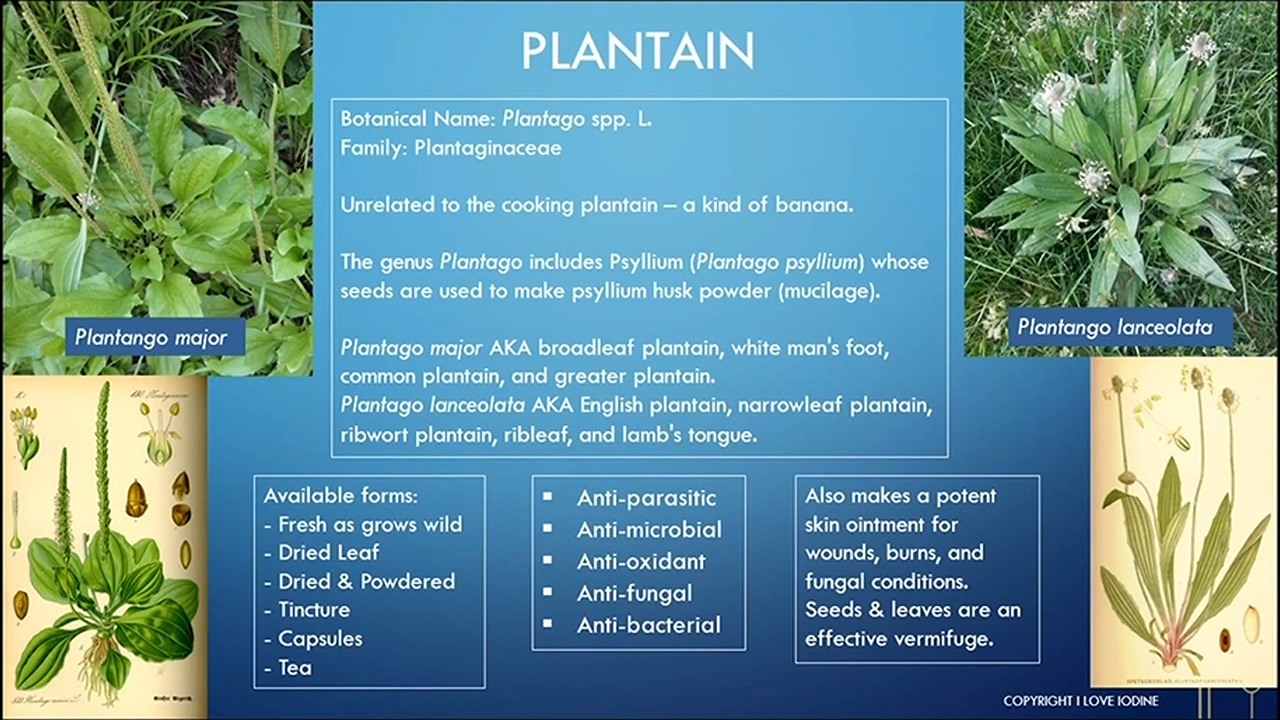 PLANTAIN
Botanical Name: Plantago spp. L.
Family: Plantaginaceae
Unrelated to the cooking plantain – a kind of banana.
The genus Plantago includes Psyllium (Plantago psyllium) whose
seeds are used to make psyllium husk powder (mucilage).
Plantago major AKA broadleaf plantain, white man's foot,
common plantain, and greater plantain.
Plantago lanceolata AKA English plantain, narrowleaf plantain,
ribwort plantain, ribleaf, and lamb's tongue.
Plantango major
Plantango lanceolata
Available forms:
- Fresh as grows wild
- Dried Leaf
- Dried & Powdered
- Tincture
- Capsules
- Tea
▪ Anti-parasitic
▪ Anti-microbial
▪ Anti-oxidant
▪ Anti-fungal
▪ Anti-bacterial
Also makes a potent
skin ointment for
wounds, burns, and
fungal conditions.
Seeds & leaves are an
effective vermifuge.
COPYRIGHT I LOVE IODINE